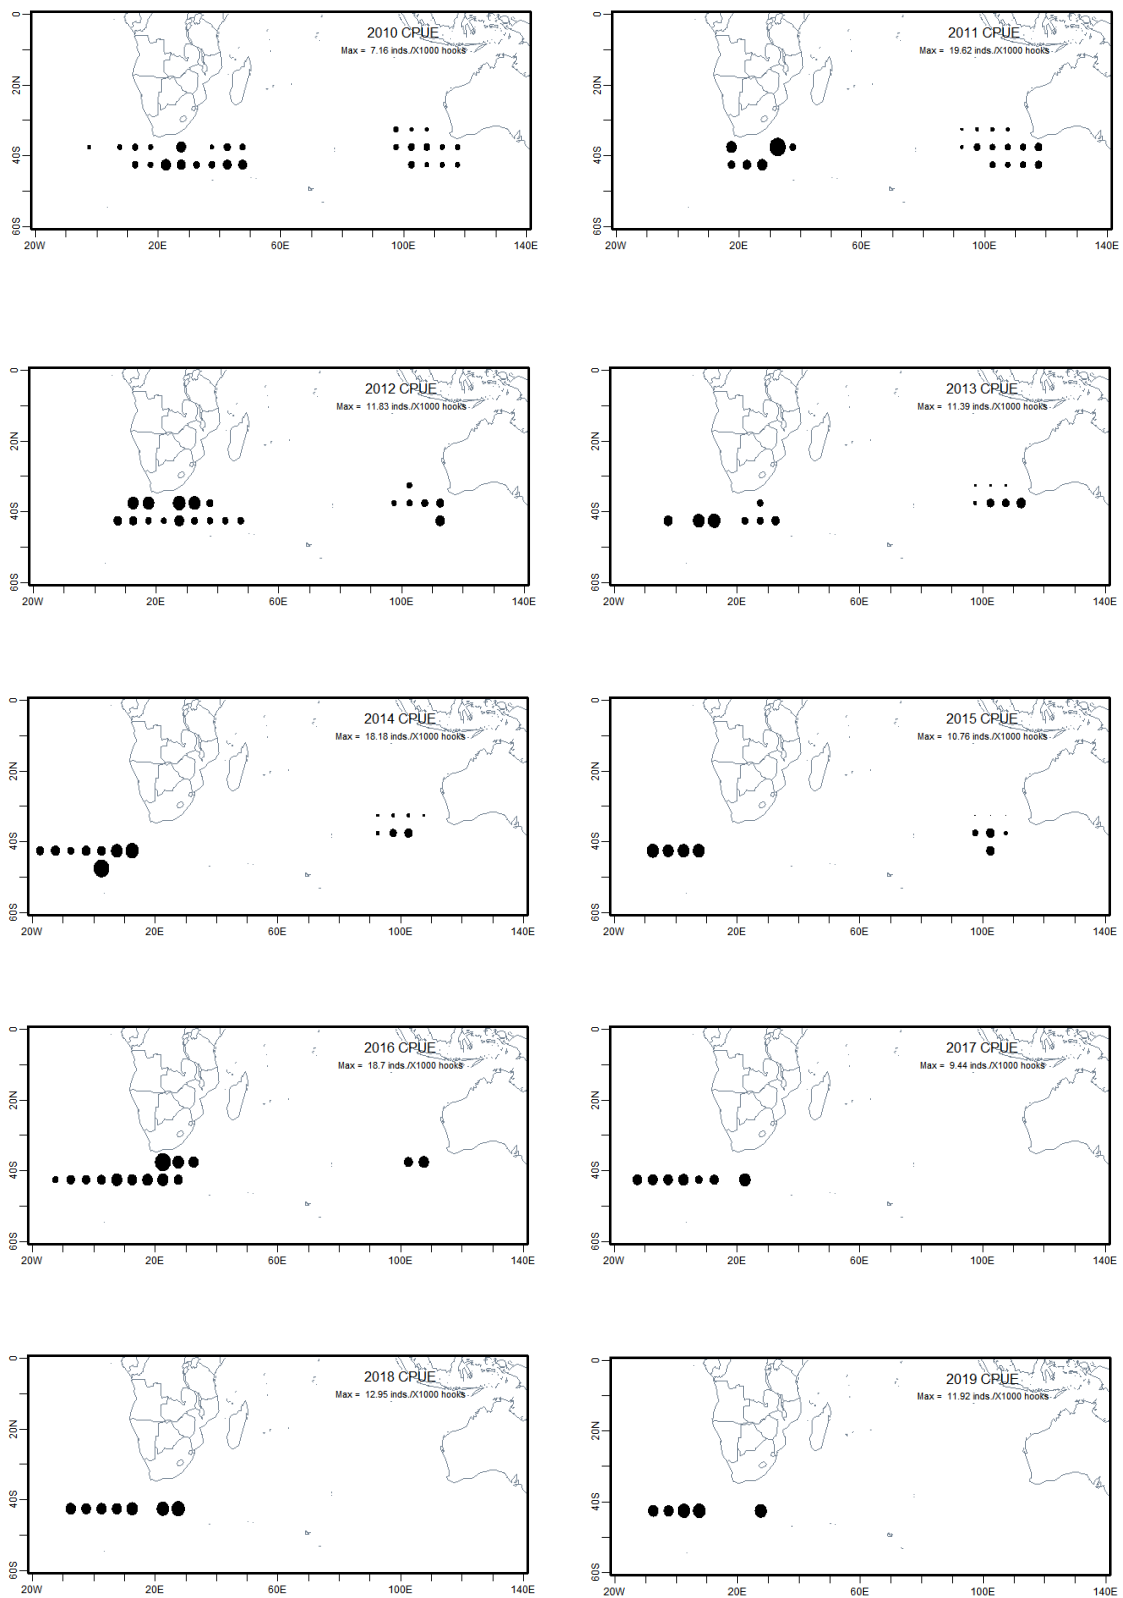 2010 CPUE
Max = 7.16 inds./X1000 hooks
0
20N
40S
60S
20W 20E 60E 100E 140E
2011 CPUE
Max = 19.62 inds./X1000 hooks
0
20N
40S
60S
20W 20E 60E 100E 140E
2012 CPUE
Max = 11.83 inds./X1000 hooks
0
20N
40S
60S
20W 20E 60E 100E 140E
2013 CPUE
Max = 11.39 inds./X1000 hooks
0
20N
40S
60S
20W 20E 60E 100E 140E
2014 CPUE
Max = 18.18 inds./X1000 hooks
0
20N
40S
60S
20W 20E 60E 100E 140E
2015 CPUE
Max = 10.76 inds./X1000 hooks
0
20N
40S
60S
20W 20E 60E 100E 140E
2016 CPUE
Max = 18.7 inds./X1000 hooks
0
20N
40S
60S
20W 20E 60E 100E 140E
2017 CPUE
Max = 9.44 inds./X1000 hooks
0
20N
40S
60S
20W 20E 60E 100E 140E
2018 CPUE
Max = 12.95 inds./X1000 hooks
0
20N
40S
60S
20W 20E 60E 100E 140E
2019 CPUE
Max = 11.92 inds./X1000 hooks
0
20N
40S
60S
20W 20E 60E 100E 140E